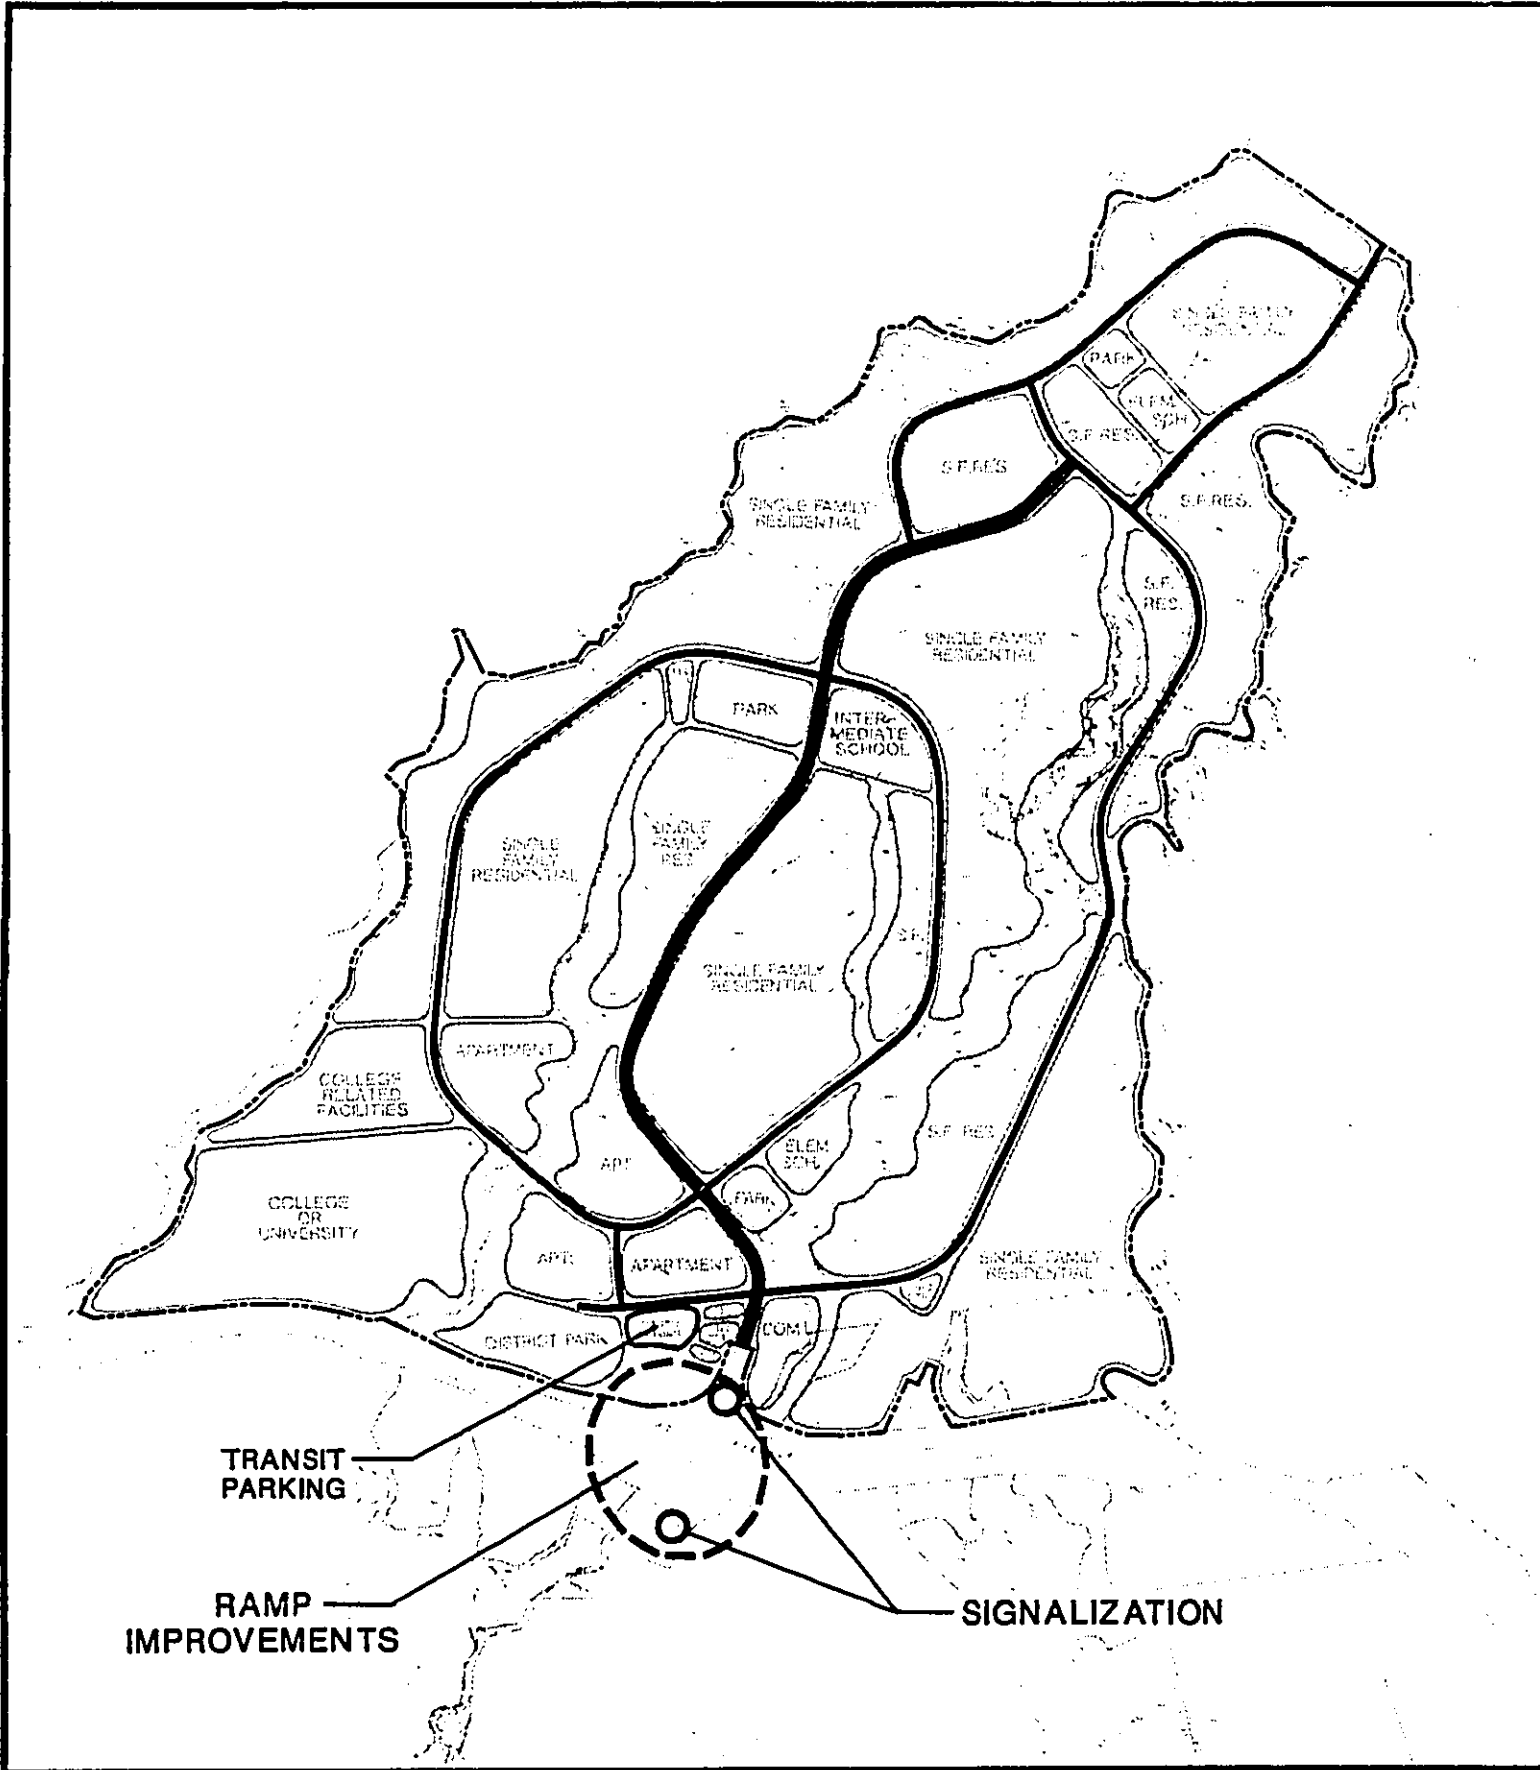 SINGLE FAMILY
RESIDENTIAL
PARK
ELEM.
SCH.
S.F. RES.
S.F. RES.
SINGLE FAMILY
RESIDENTIAL
S.F. RES.
S.F.
RES.
SINGLE FAMILY
RESIDENTIAL
PARK
INTER-
MEDIATE
SCHOOL
SINGLE
FAMILY
RESIDENTIAL
SINGLE
FAMILY
RES.
S.F.
SINGLE FAMILY
RESIDENTIAL
APARTMENT
COLLEGE
RELATED
FACILITIES
S.F. RES.
ELEM.
SCH.
APT.
PARK
COLLEGE
OR
UNIVERSITY
APT.
APARTMENT
SINGLE FAMILY
RESIDENTIAL
DISTRICT PARK
COM'L
TRANSIT
PARKING
RAMP
IMPROVEMENTS
SIGNALIZATION